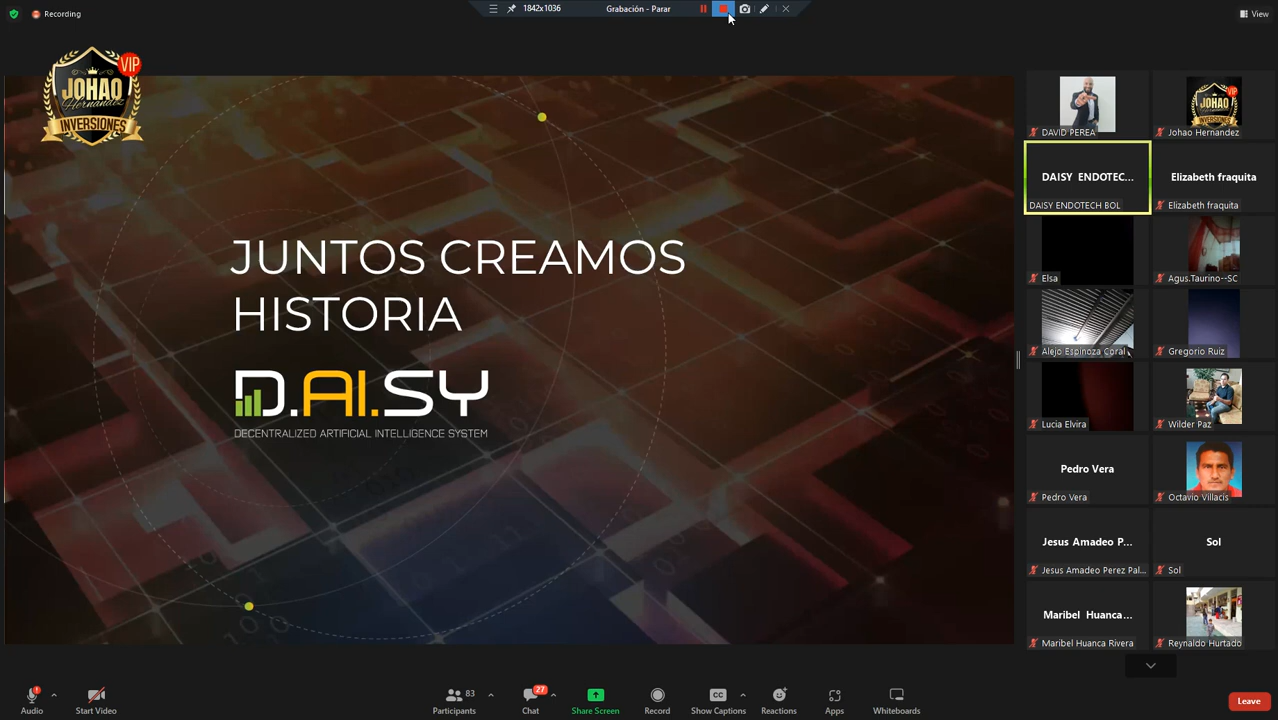 Recording
1842x1036
Grabación - Parar
View
JOHAO
Hernandez
INVERSIONES
VIP
JUNTOS CREAMOS
HISTORIA
D.AI.SY
DECENTRALIZED ARTIFICIAL INTELLIGENCE SYSTEM
DAVID PEREA
JOHAO
INVERSIONES
VIP
Johao Hernandez
DAISY ENDOTEC...
DAISY ENDOTECH BOL
Elizabeth fraquita
Elizabeth fraquita
Elsa
Agus.Taurino--SC
Alejo Espinoza Coral
Gregorio Ruiz
Lucia Elvira
Wilder Paz
Pedro Vera
Pedro Vera
Octavio Villacis
Jesus Amadeo P...
Jesus Amadeo Perez Pal...
Sol
Sol
Maribel Huanca...
Maribel Huanca Rivera
Reynaldo Hurtado
Audio
Start Video
83
Participants
27
Chat
Share Screen
Record
CC
Show Captions
Reactions
Apps
Whiteboards
Leave